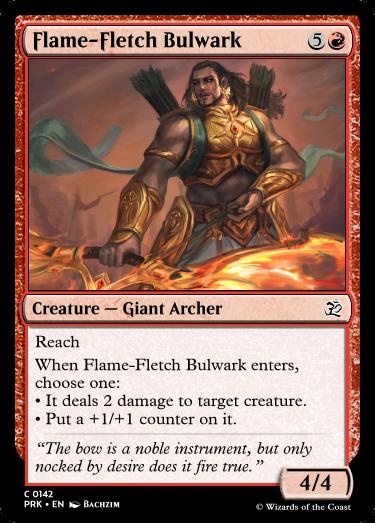 Flame-Fletch Bulwark 5
Creature — Giant Archer
Reach
When Flame-Fletch Bulwark enters,
choose one:
• It deals 2 damage to target creature.
• Put a +1/+1 counter on it.
“The bow is a noble instrument, but only
nocked by desire does it fire true.”
4/4
C 0142
PRK • EN Bachzim
© Wizards of the Coast